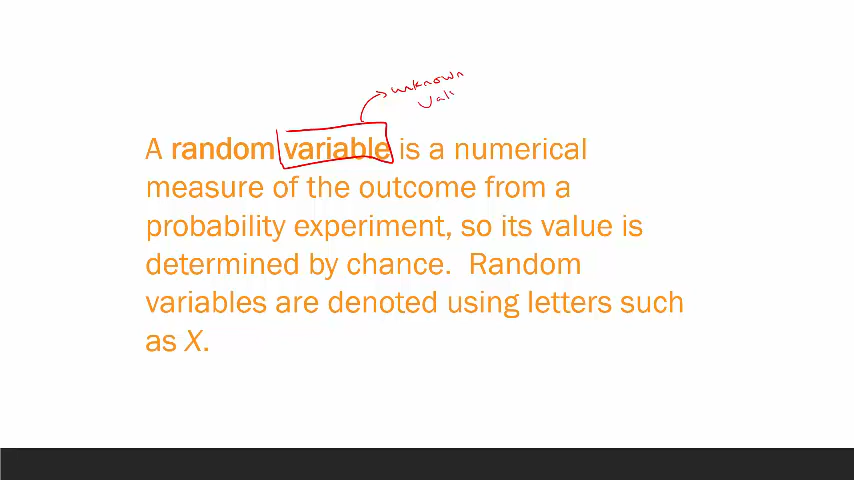 unknown
A random variable is a numerical
measure of the outcome from a
probability experiment, so its value is
determined by chance. Random
variables are denoted using letters such
as X.